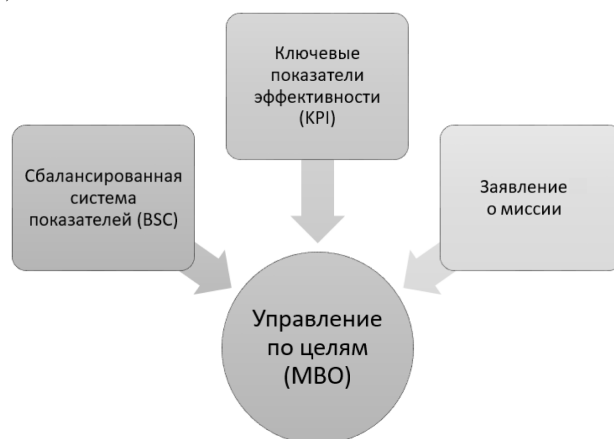 Ключевые
показатели
эффективности
(KPI)
Сбалансированная
система
показателей (BSC)
Заявление
о миссии
Управление
по целям
(MBO)